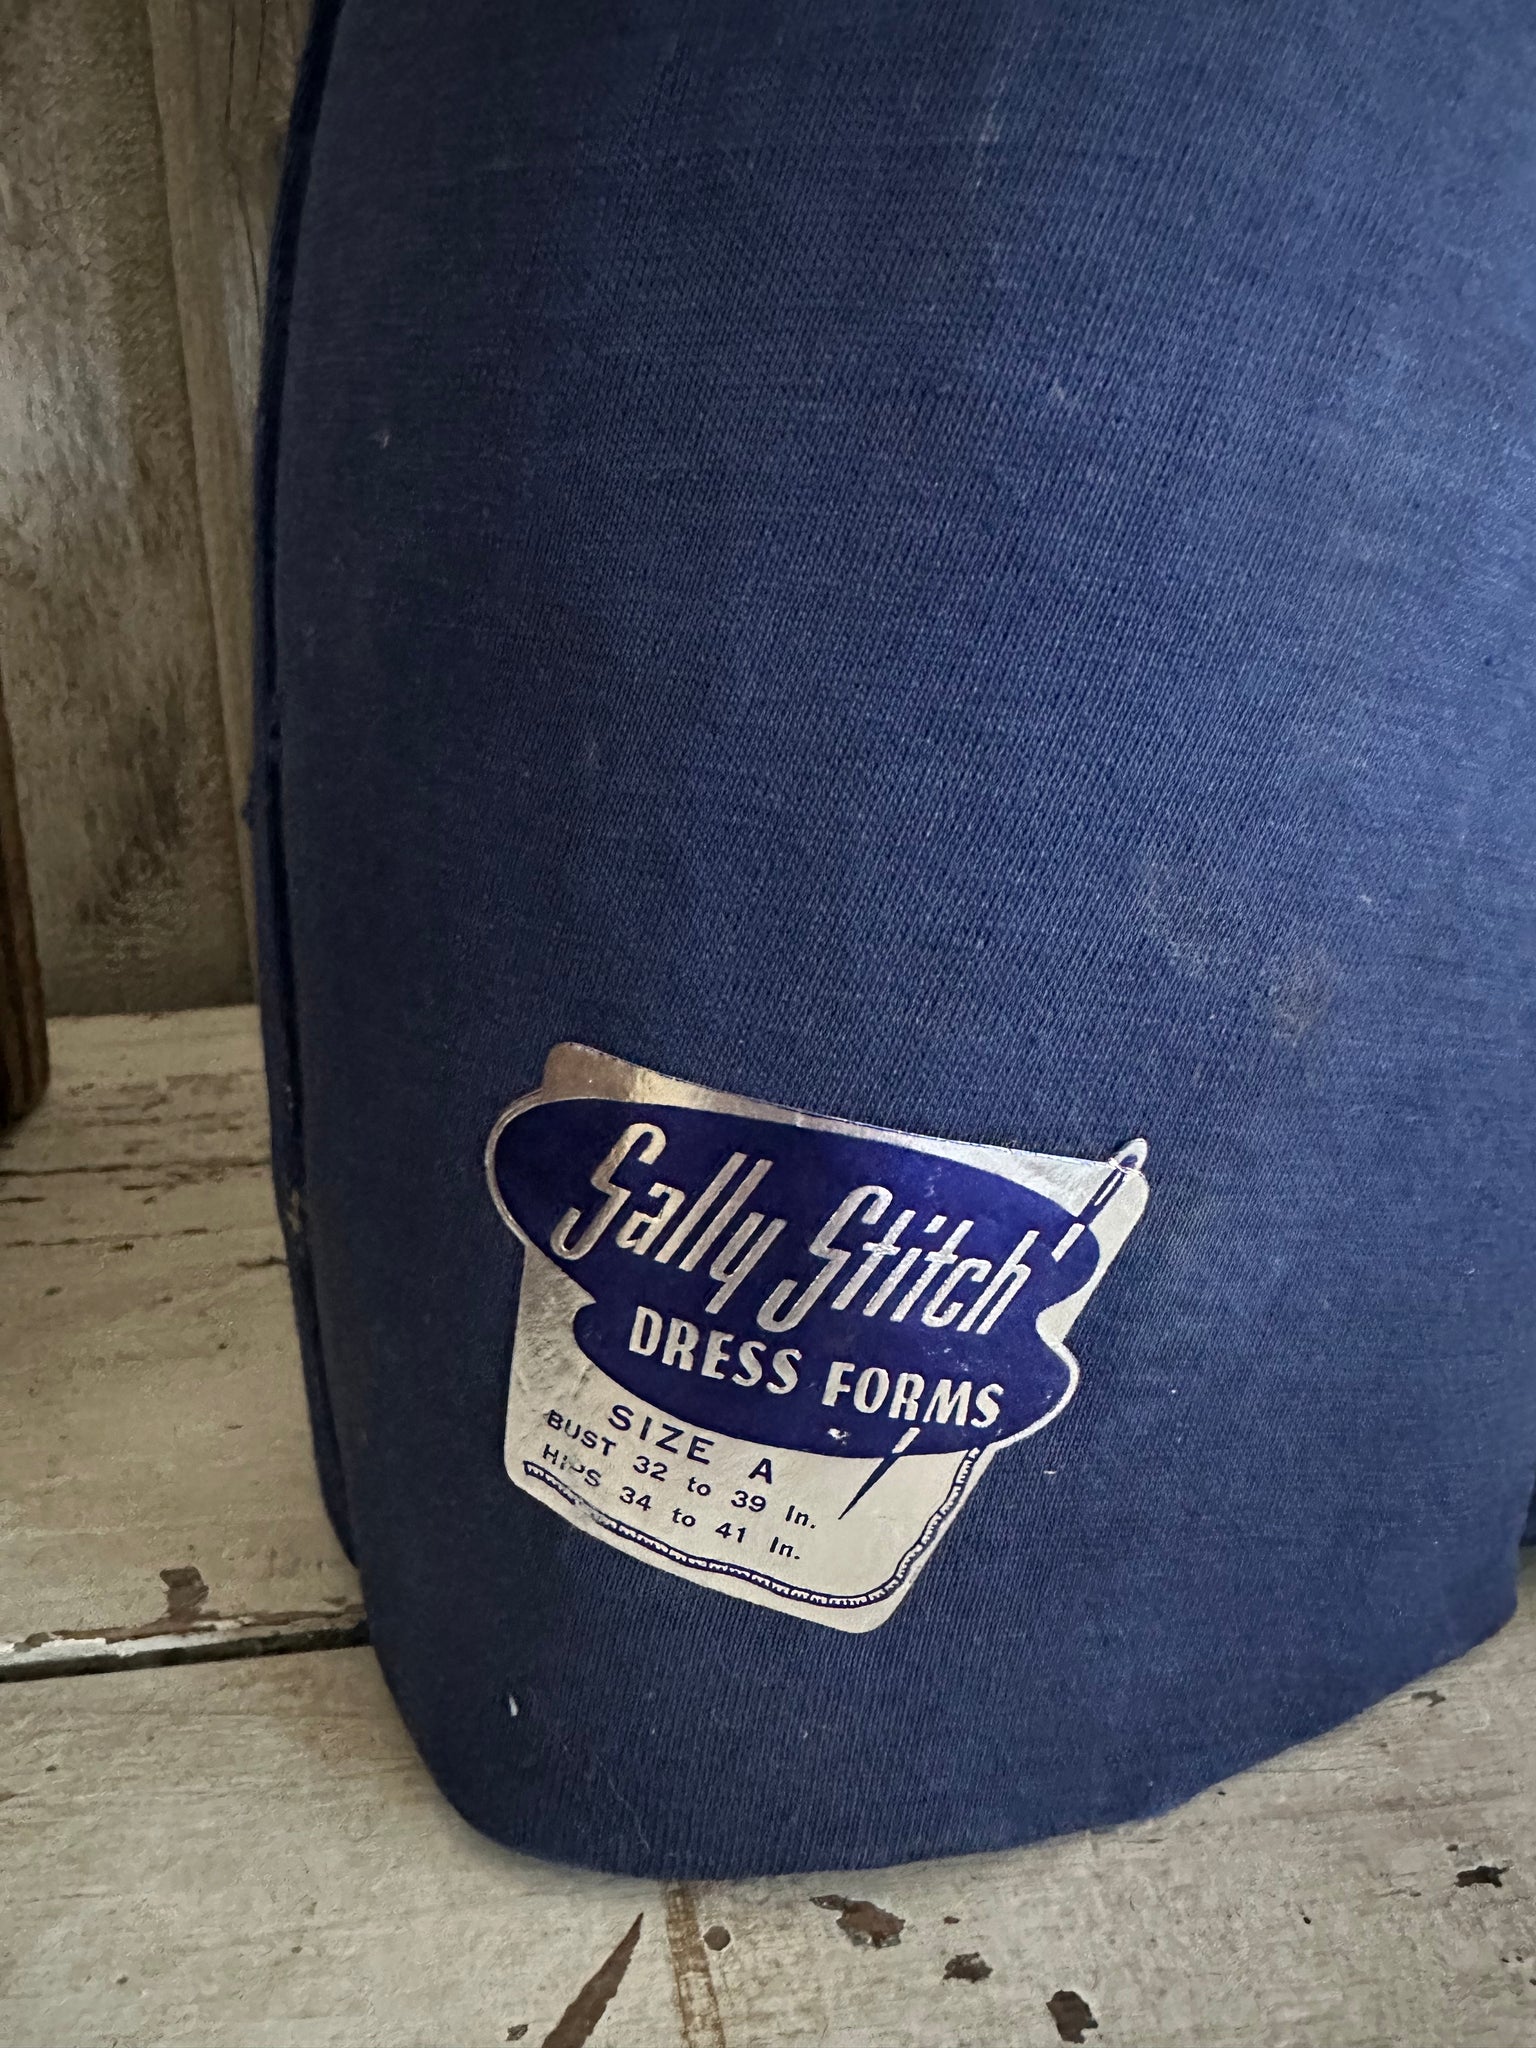 Sally Stitch
DRESS FORMS
SIZE A
BUST 32 to 39 In.
HIPS 34 to 41 In.